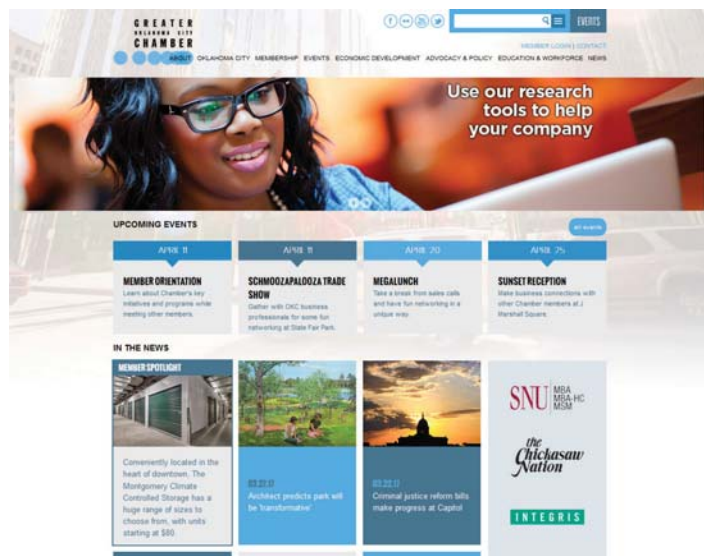 GREATER
OKLAHOMA CITY
CHAMBER
EVENTS
MEMBER LOGIN | CONTACT
ABOUT OKLAHOMA CITY MEMBERSHIP EVENTS ECONOMIC DEVELOPMENT ADVOCACY & POLICY EDUCATION & WORKFORCE NEWS
Use our research
tools to help
your company
UPCOMING EVENTS
all events
APRIL 11
MEMBER ORIENTATION
Learn about Chamber's key
initiatives and programs while
meeting other members.
APRIL 11
SCHMOOZAPALOOZA TRADE
SHOW
Gather with OKC business
professionals for some fun
networking at State Fair Park.
APRIL 20
MEGALUNCH
Take a break from sales calls
and have fun networking in a
unique way.
APRIL 25
SUNSET RECEPTION
Make business connections with
other Chamber members at J.
Marshall Square.
IN THE NEWS
MEMBER SPOTLIGHT
Conveniently located in the
heart of downtown, The
Montgomery Climate
Controlled Storage has a
huge range of sizes to
choose from, with units
starting at $80.
03.22.17
Architect predicts park will
be 'transformative'
03.22.17
Criminal justice reform bills
make progress at Capitol
SNU
MBA
MBA-HC
MSM
the
Chickasaw
Nation
INTEGRIS